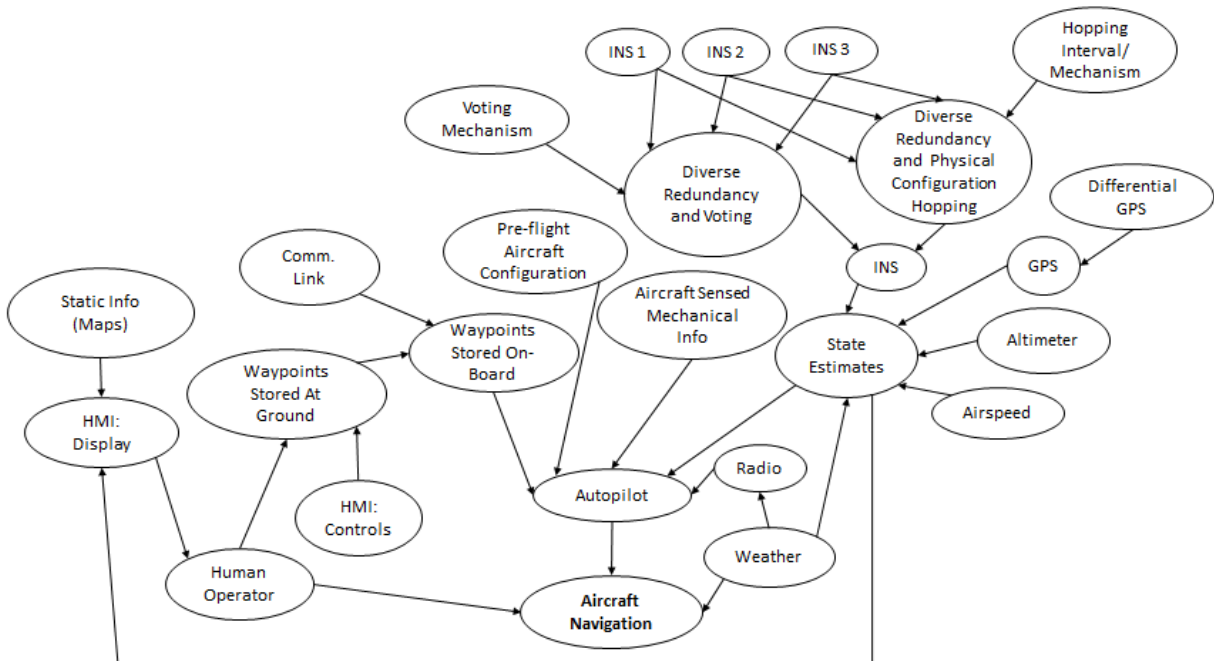 INS 1
INS 2
INS 3
Hopping
Interval/
Mechanism
Voting
Mechanism
Diverse
Redundancy
and Voting
Diverse
Redundancy
and Physical
Configuration
Hopping
Differential
GPS
Pre-flight
Aircraft
Configuration
Comm.
Link
INS
GPS
Static Info
(Maps)
Aircraft Sensed
Mechanical
Info
Waypoints
Stored On-
Board
State
Estimates
Altimeter
Waypoints
Stored At
Ground
HMI:
Display
Airspeed
Radio
Autopilot
HMI:
Controls
Weather
Human
Operator
Aircraft
Navigation